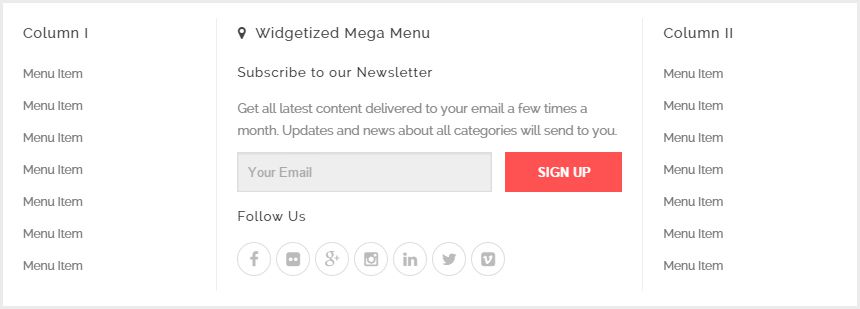 Column I
Menu Item
Menu Item
Menu Item
Menu Item
Menu Item
Menu Item
Menu Item
Widgetized Mega Menu
Subscribe to our Newsletter
Get all latest content delivered to your email a few times a
month. Updates and news about all categories will send to you.
Your Email
SIGN UP
Follow Us
Column II
Menu Item
Menu Item
Menu Item
Menu Item
Menu Item
Menu Item
Menu Item